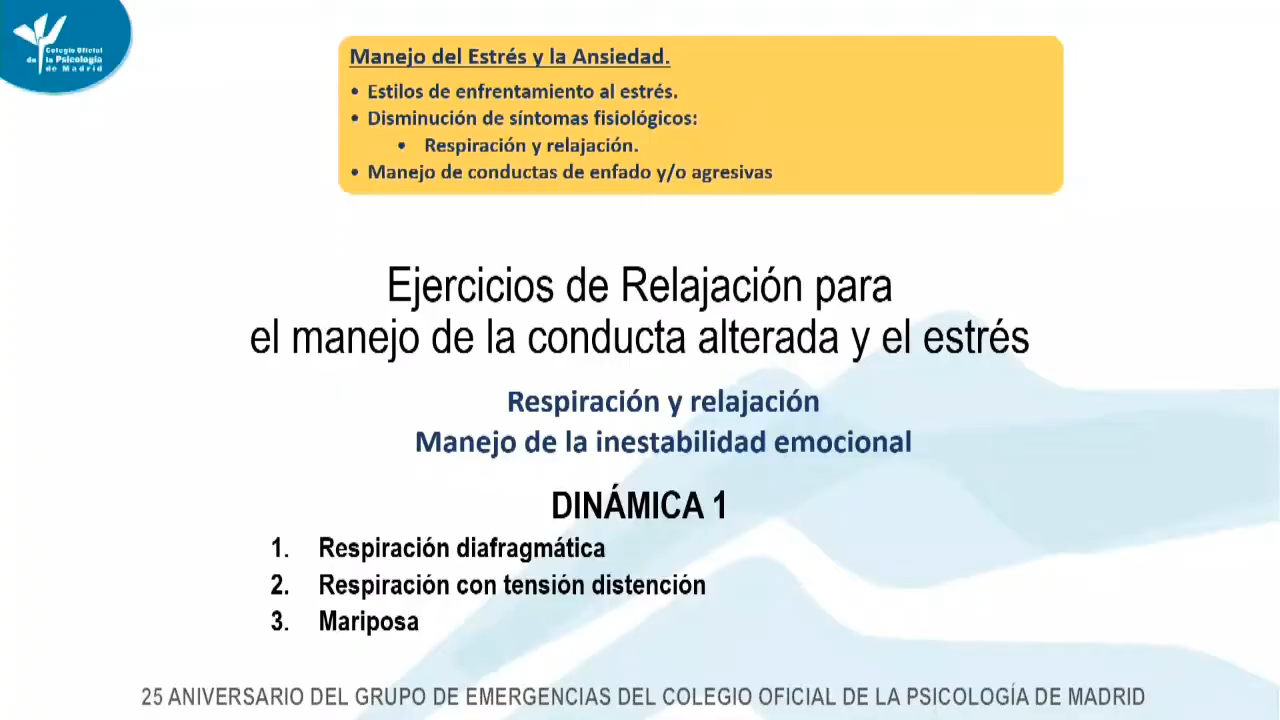 Colegio Oficial
de la Psicología
de Madrid
Manejo del Estrés y la Ansiedad.
• Estilos de enfrentamiento al estrés.
• Disminución de síntomas fisiológicos:
• Respiración y relajación.
• Manejo de conductas de enfado y/o agresivas
Ejercicios de Relajación para
el manejo de la conducta alterada y el estrés
Respiración y relajación
Manejo de la inestabilidad emocional
DINÁMICA 1
1. Respiración diafragmática
2. Respiración con tensión distención
3. Mariposa
25 ANIVERSARIO DEL GRUPO DE EMERGENCIAS DEL COLEGIO OFICIAL DE LA PSICOLOGÍA DE MADRID